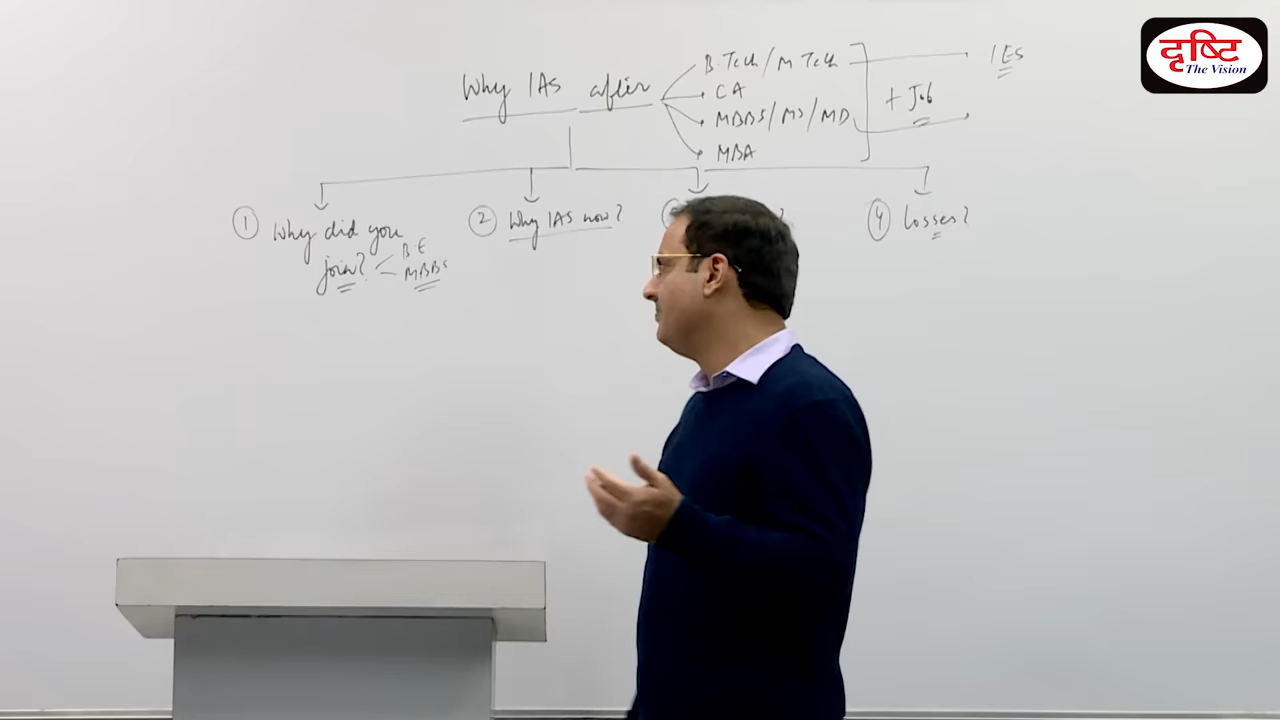 दृष्टि
The Vision
Why IAS after
B.Tech/M Tech
CA
MBBS/MS/MD
MBA
+ Job
IES
① Why did you
join?
B.E
MBBS
② Why IAS now?
?
④ Losses?